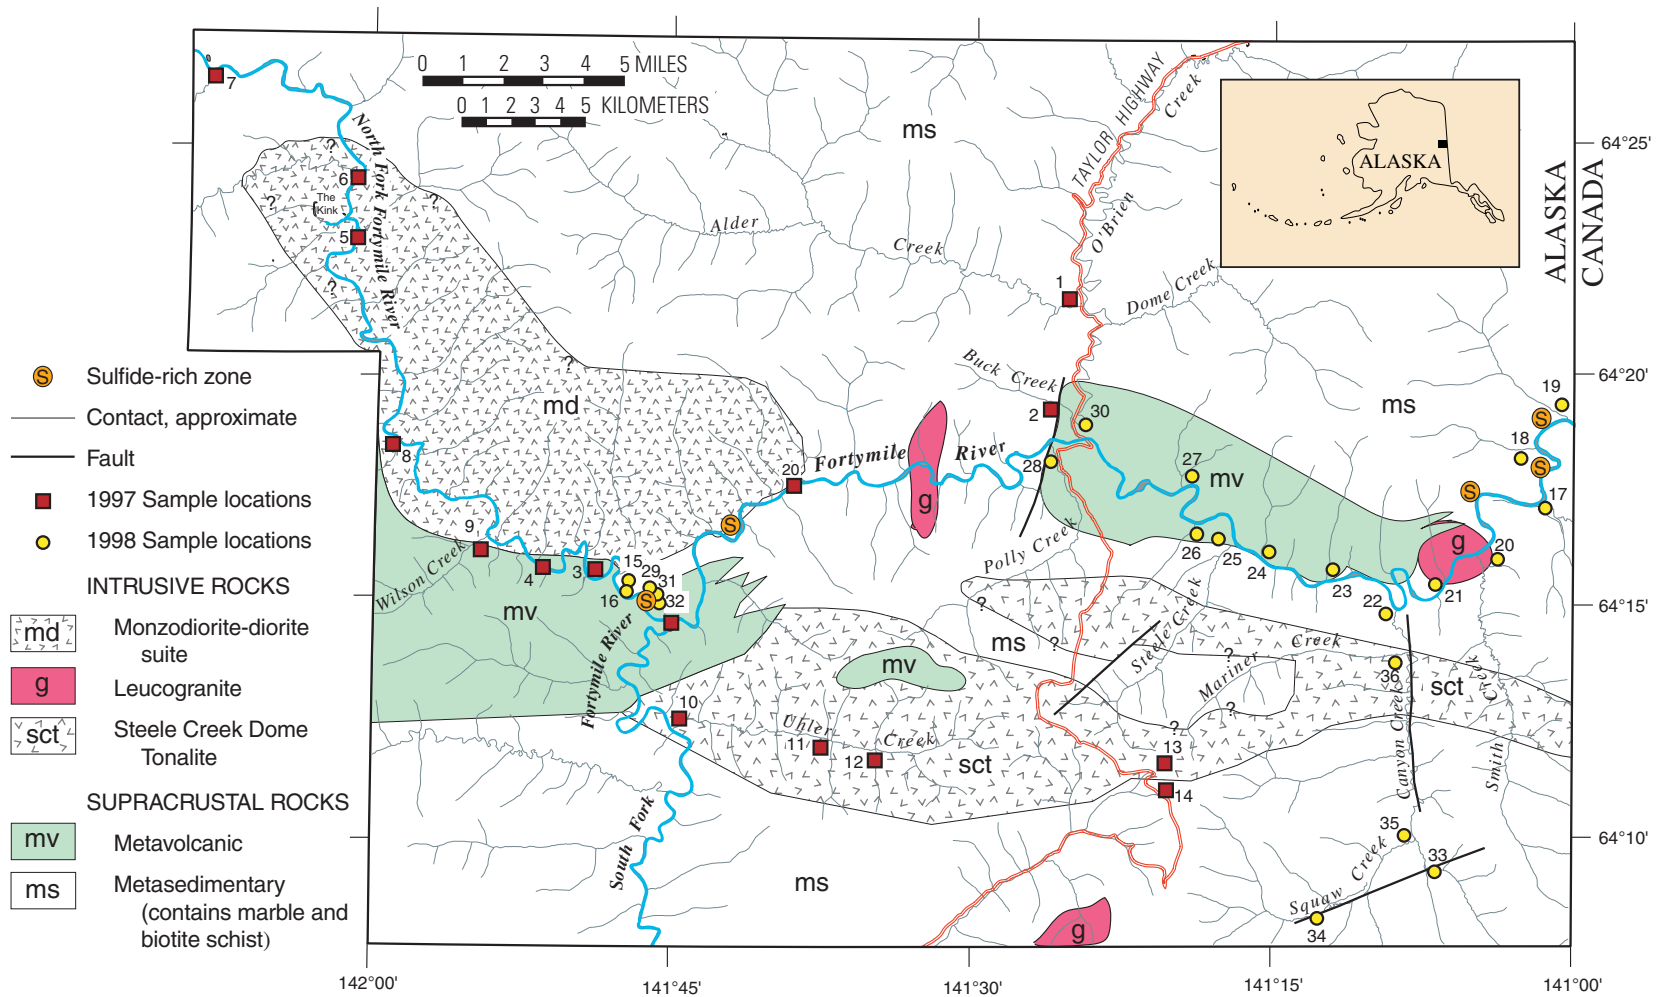 0 1 2 3 4 5 MILES
0 1 2 3 4 5 KILOMETERS
TAYLOR HIGHWAY
O'Brien Creek
ms
ALASKA
ALASKA
CANADA
64°25'
64°20'
64°15'
64°10'
7
North Fork Fortymile River
?
6
The
Kink
?
?
5
?
Alder Creek
1
Dome Creek
?
Buck Creek
2
30
md
ms
19
S
18
S
S
17
8
20
Fortymile River
g
28
27
mv
S
9
Wilson Creek
4
3
15
29
31
16
S
32
mv
Polly Creek
26
25
24
23
22
21
g
20
Fortymile River
?
ms
?
Steele Creek
Mariner Creek
?
?
?
36
sct
mv
10
Uhler Creek
11
12
sct
13
14
Canyon Creek
Smith Creek
South Fork
ms
g
35
33
Squaw Creek
34
142°00'
141°45'
141°30'
141°15'
141°00'
S Sulfide-rich zone
Contact, approximate
Fault
1997 Sample locations
1998 Sample locations
INTRUSIVE ROCKS
md Monzodiorite-diorite
suite
g Leucogranite
sct Steele Creek Dome
Tonalite
SUPRACRUSTAL ROCKS
mv Metavolcanic
ms Metasedimentary
(contains marble and
biotite schist)